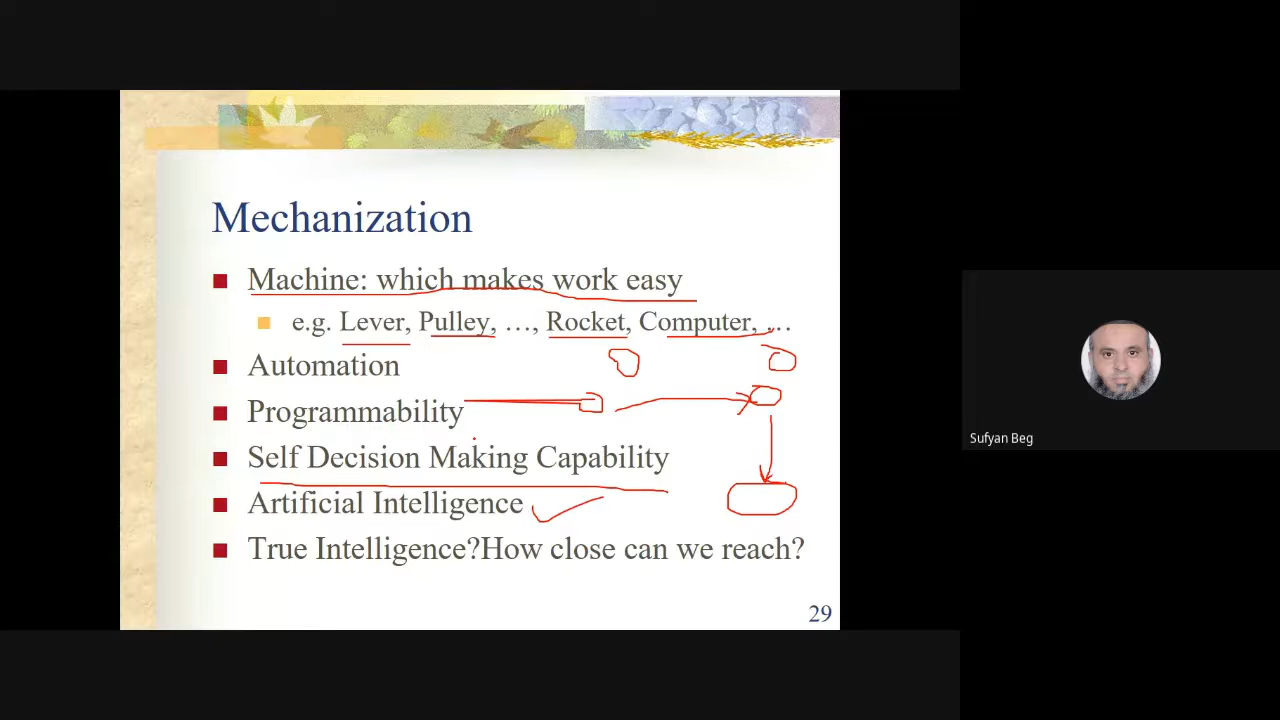 Mechanization
Machine: which makes work easy
e.g. Lever, Pulley, …, Rocket, Computer, …
Automation
Programmability
Self Decision Making Capability
Artificial Intelligence
True Intelligence?How close can we reach?
29
Sufyan Beg